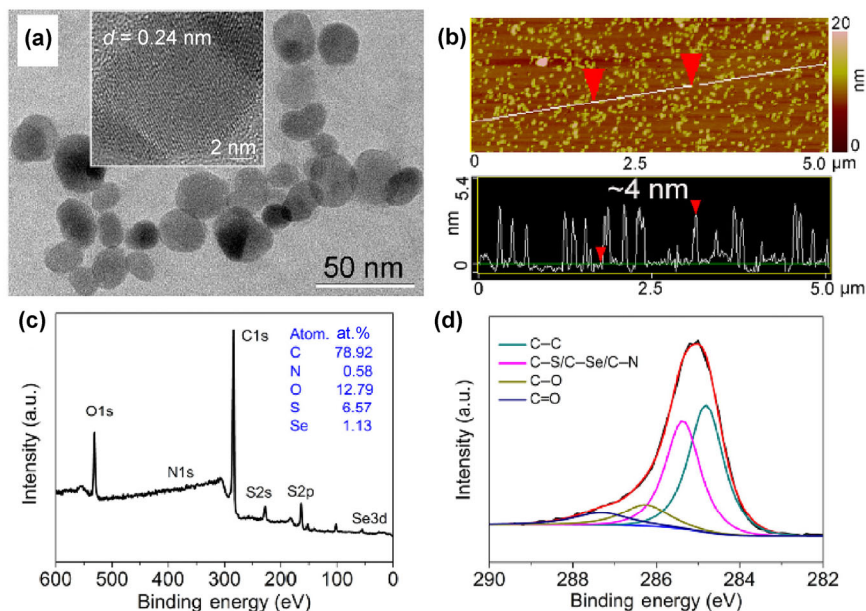 (a)
d = 0.24 nm
2 nm
50 nm
(b)
20
nm
0
0 2.5 5.0 μm
5.4
nm
0
~4 nm
0 2.5 5.0 μm
(c)
Intensity (a.u.)
O1s
N1s
C1s
S2s
S2p
Se3d
Atom. at.%
C 78.92
N 0.58
O 12.79
S 6.57
Se 1.13
600 500 400 300 200 100 0
Binding energy (eV)
(d)
Intensity (a.u.)
C–C
C–S/C–Se/C–N
C–O
C=O
290 288 286 284 282
Binding energy (eV)